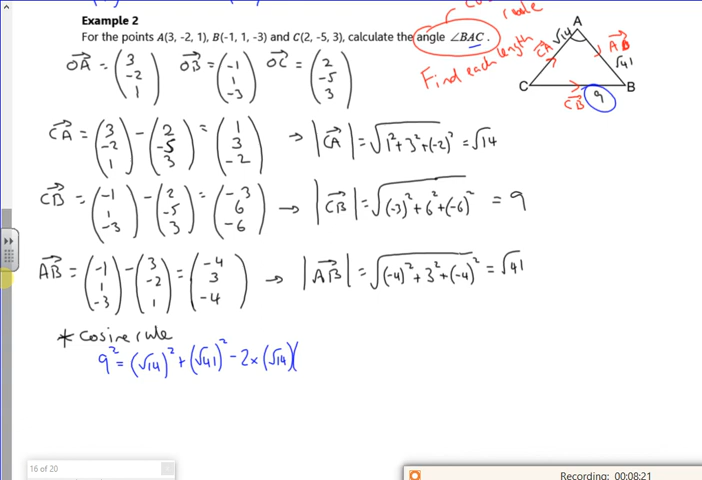 cosine
rule
Example 2
For the points A(3, -2, 1), B(-1, 1, -3) and C(2, -5, 3), calculate the angle ∠BAC.
Find each length
A
√14
CA
AB
√41
C
B
CB
9
OA = (3 -2 1) OB = (-1 1 -3) OC = (2 -5 3)
CA = (3 -2 1) - (2 -5 3) = (1 3 -2) → |CA| = √1²+3²+(-2)² = √14
CB = (-1 1 -3) - (2 -5 3) = (-3 6 -6) → |CB| = √(-3)²+6²+(-6)² = 9
AB = (-1 1 -3) - (3 -2 1) = (-4 3 -4) → |AB| = √(-4)²+3²+(-4)² = √41
* Cosine rule
9² = (√14)² + (√41)² - 2 × (√14)(
16 of 20
Recording: 00:08:21